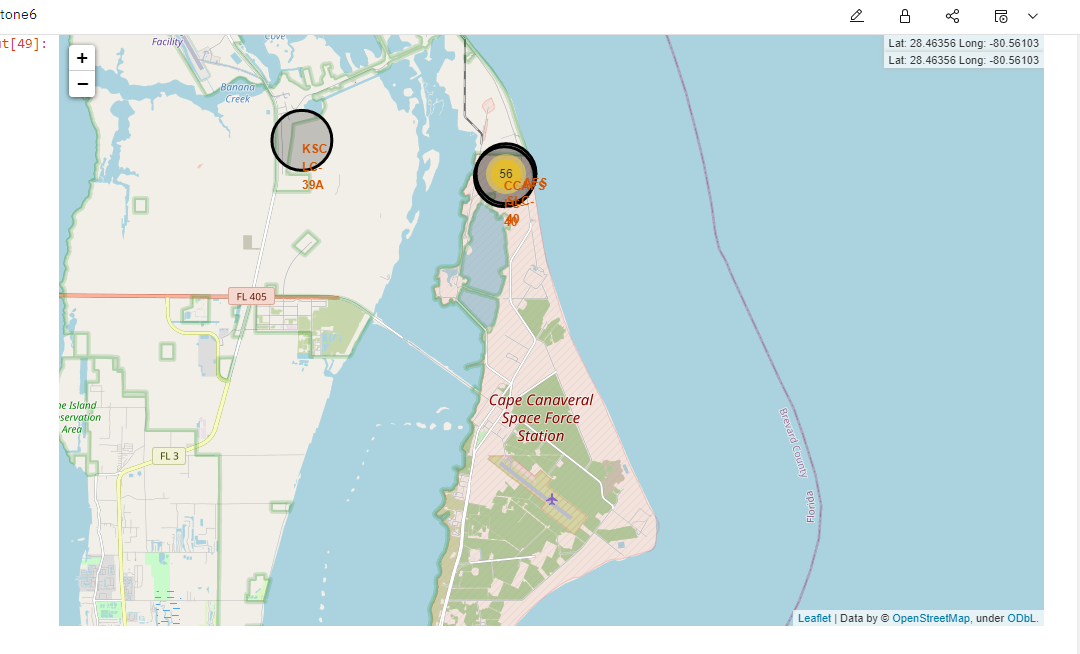 tone6
t[49]:
Facility
Cove
Lat: 28.46356 Long: -80.56103
Lat: 28.46356 Long: -80.56103
+
−
Banana
Creek
KSC
LC-
39A
56
CCAFS
SLC-
40
FL 405
Cape Canaveral
Space Force
Station
Island
Area
FL 3
Brevard County
Florida
Leaflet | Data by © OpenStreetMap, under ODbL.